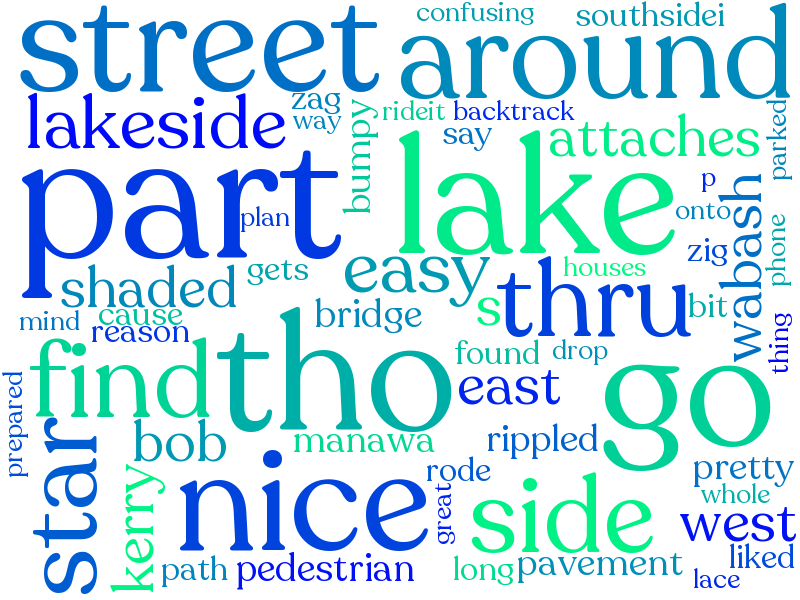 confusing
southsidei
street
around
lakeside
zag
way
bumpy
rideit
backtrack
say
attaches
parked
part
plan
lake
p
onto
zig
wabash
phone
shaded
gets
easy
houses
s
thru
bit
mind
cause
reason
bridge
thing
find
tho
found
drop
east
go
prepared
star
bob
manawa
rippled
kerry
nice
rode
great
side
pretty
whole
west
path
pedestrian
long
pavement
liked
lace